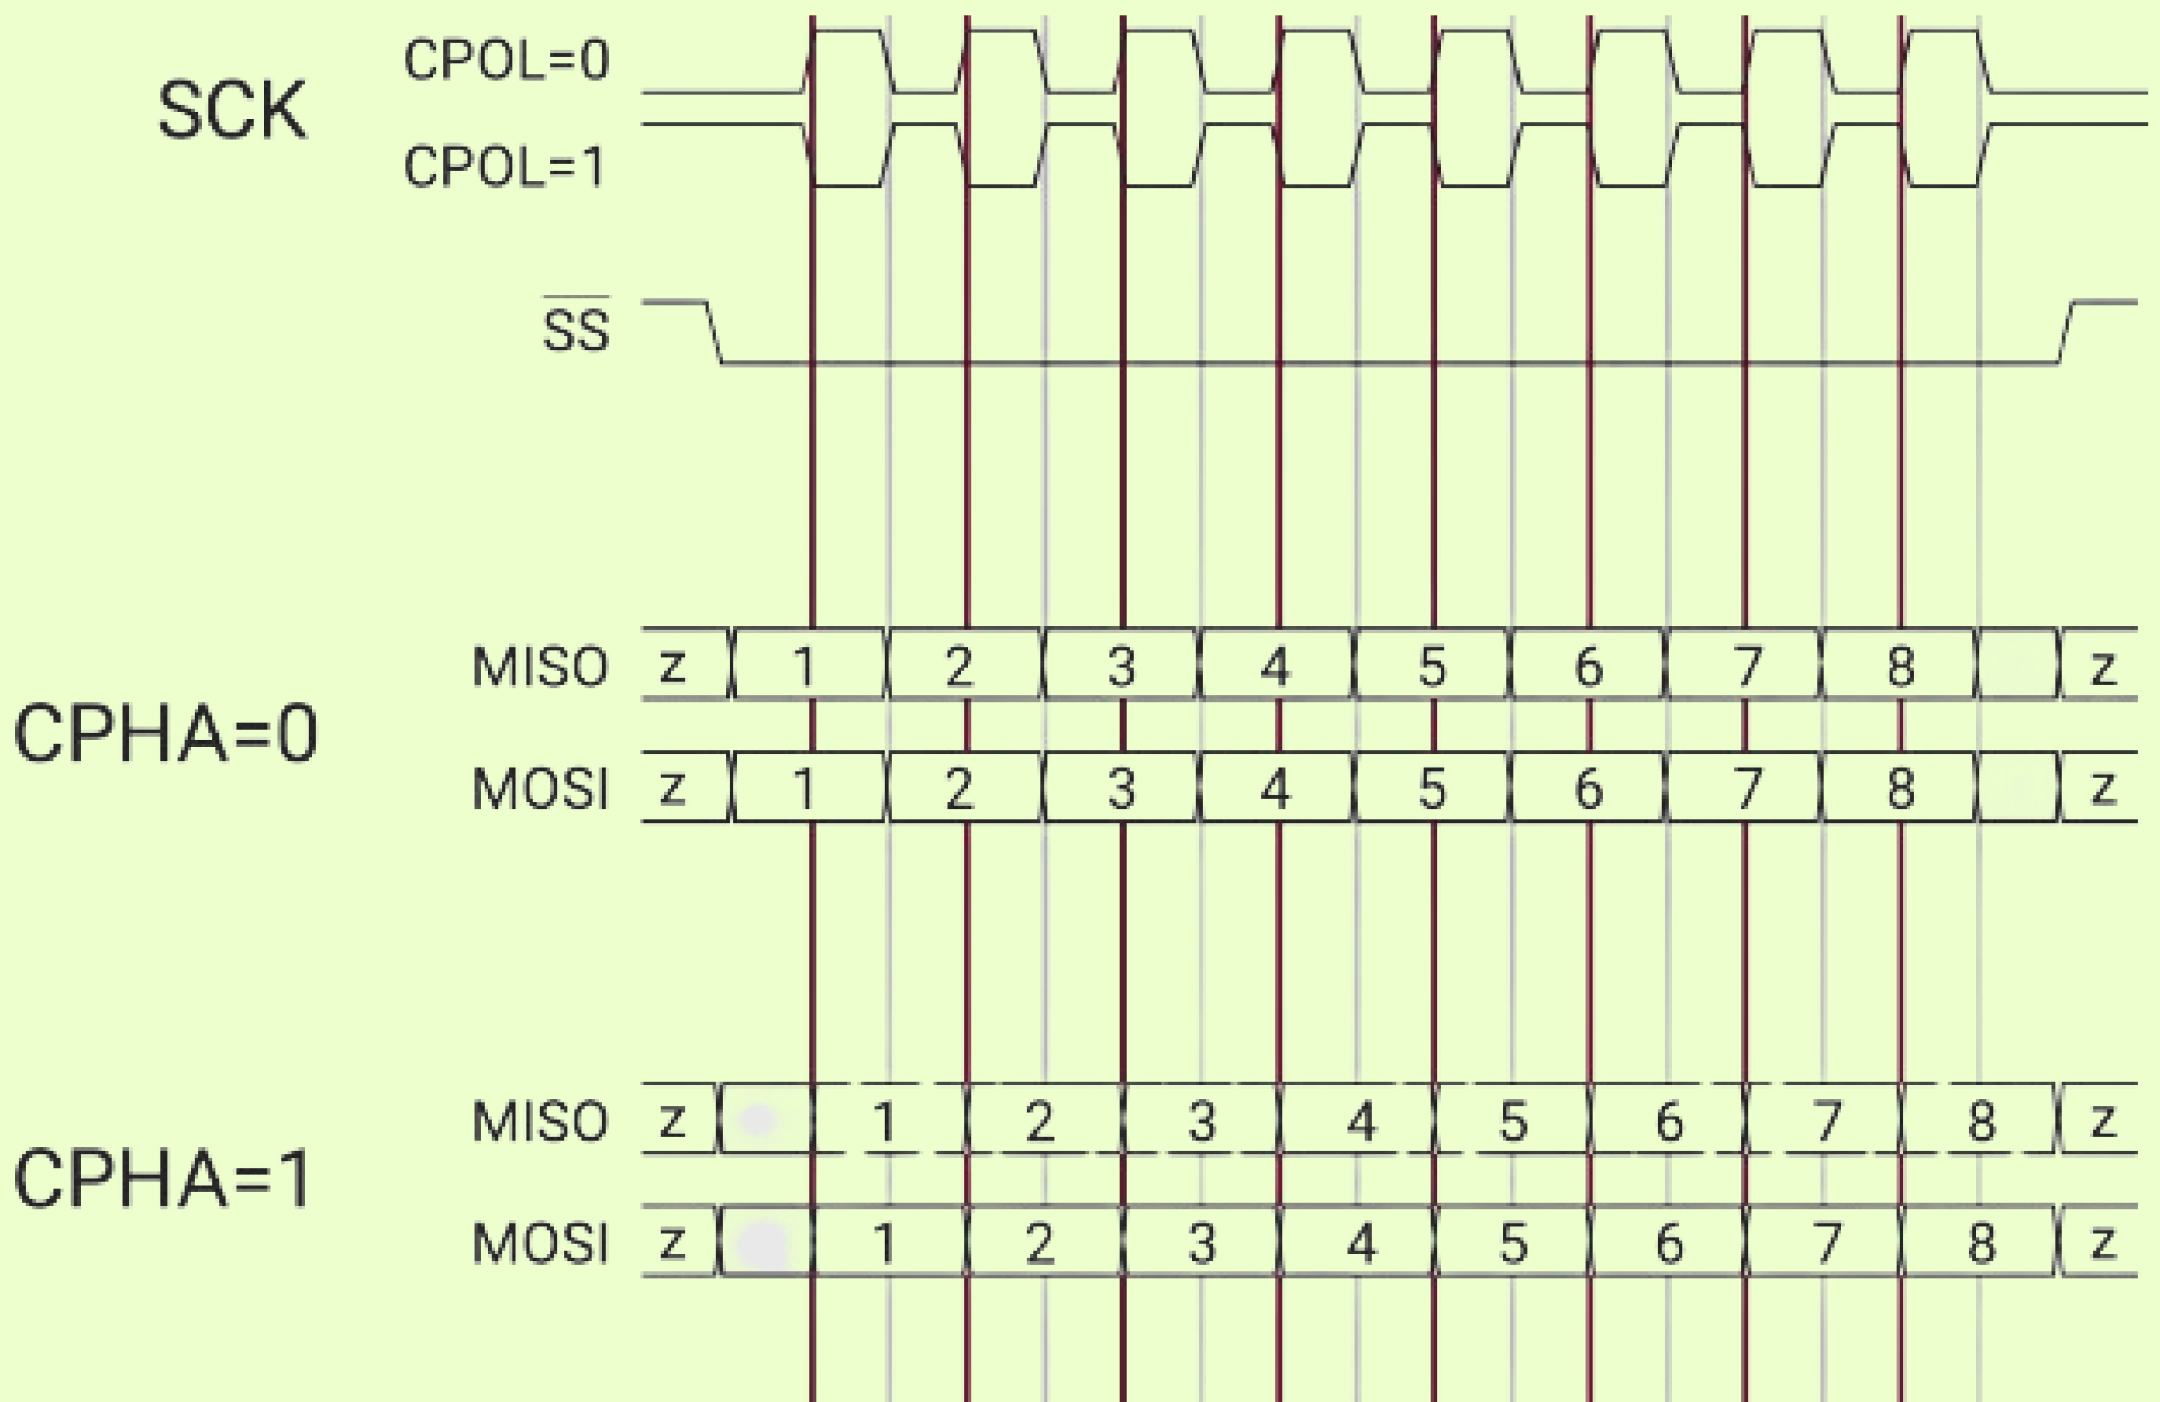 CPOL=0
SCK
CPOL=1
SS
MISO z 1 2 3 4 5 6 7 8 z
CPHA=0
MOSI z 1 2 3 4 5 6 7 8 z
MISO z 1 2 3 4 5 6 7 8 z
CPHA=1
MOSI z 1 2 3 4 5 6 7 8 z